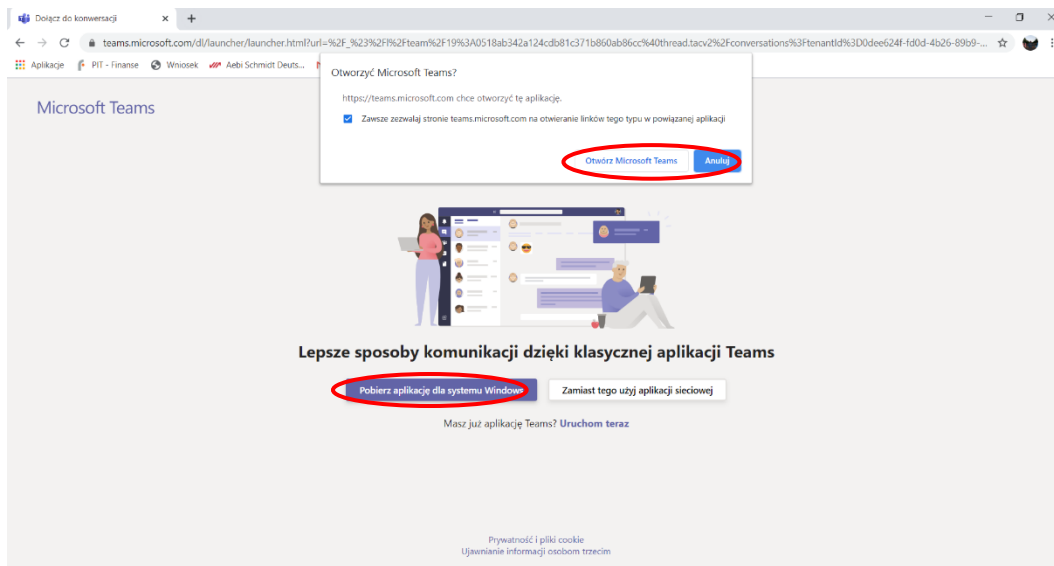 Dołącz do konwersacji
teams.microsoft.com/dl/launcher/launcher.html?url=%2F_%23%2Fl%2Fteam%2F19%3A0518ab342a124cdb81c371b860ab86cc%40thread.tacv2%2Fconversations%3FtenantId%3D0dee624f-fd0d-4b26-89b9-...
Aplikacje PIT - Finanse Wniosek Aebi Schmidt Deuts...
Otworzyć Microsoft Teams?
https://teams.microsoft.com chce otworzyć tę aplikację.
Zawsze zezwalaj stronie teams.microsoft.com na otwieranie linków tego typu w powiązanej aplikacji
Otwórz Microsoft Teams Anuluj
Microsoft Teams
Lepsze sposoby komunikacji dzięki klasycznej aplikacji Teams
Pobierz aplikację dla systemu Windows Zamiast tego użyj aplikacji sieciowej
Masz już aplikację Teams? Uruchom teraz
Prywatność i pliki cookie
Ujawnianie informacji osobom trzecim